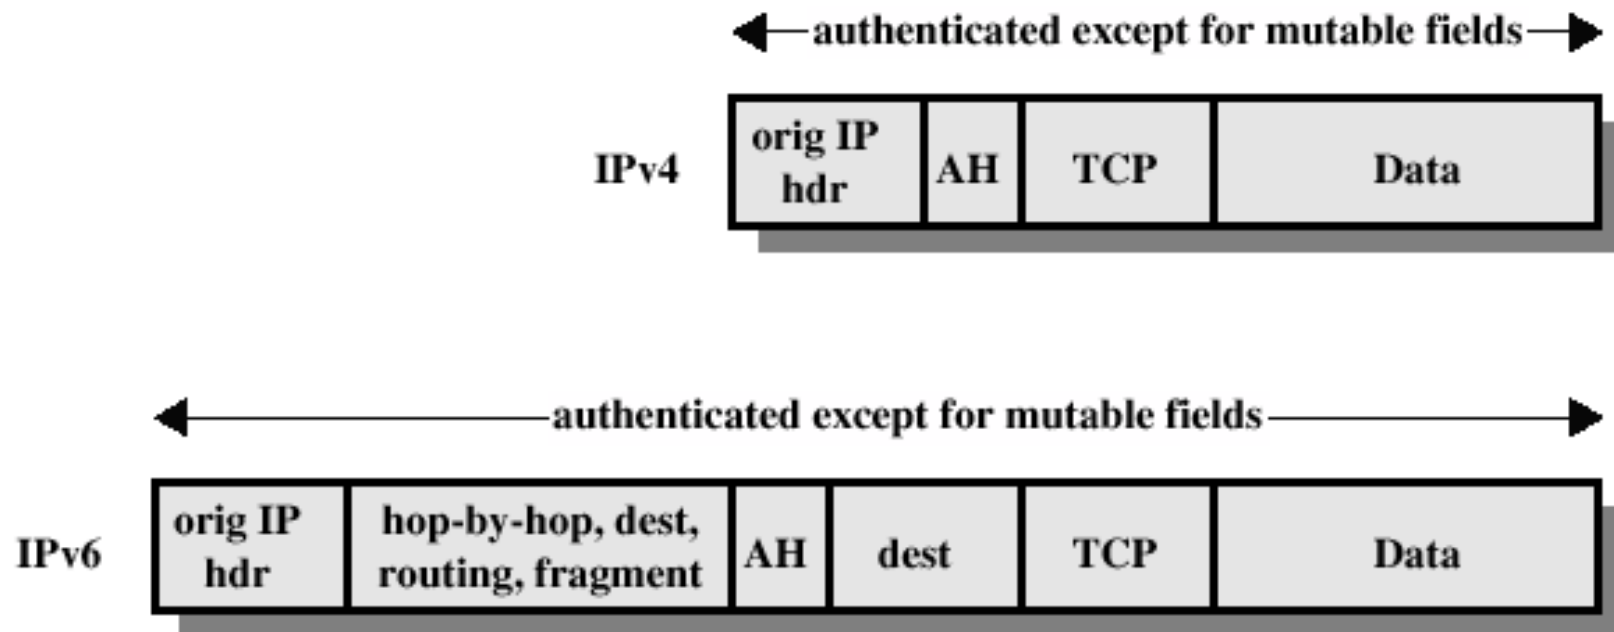 authenticated except for mutable fields
IPv4
orig IP
hdr
AH
TCP
Data
authenticated except for mutable fields
IPv6
orig IP
hdr
hop-by-hop, dest,
routing, fragment
AH
dest
TCP
Data